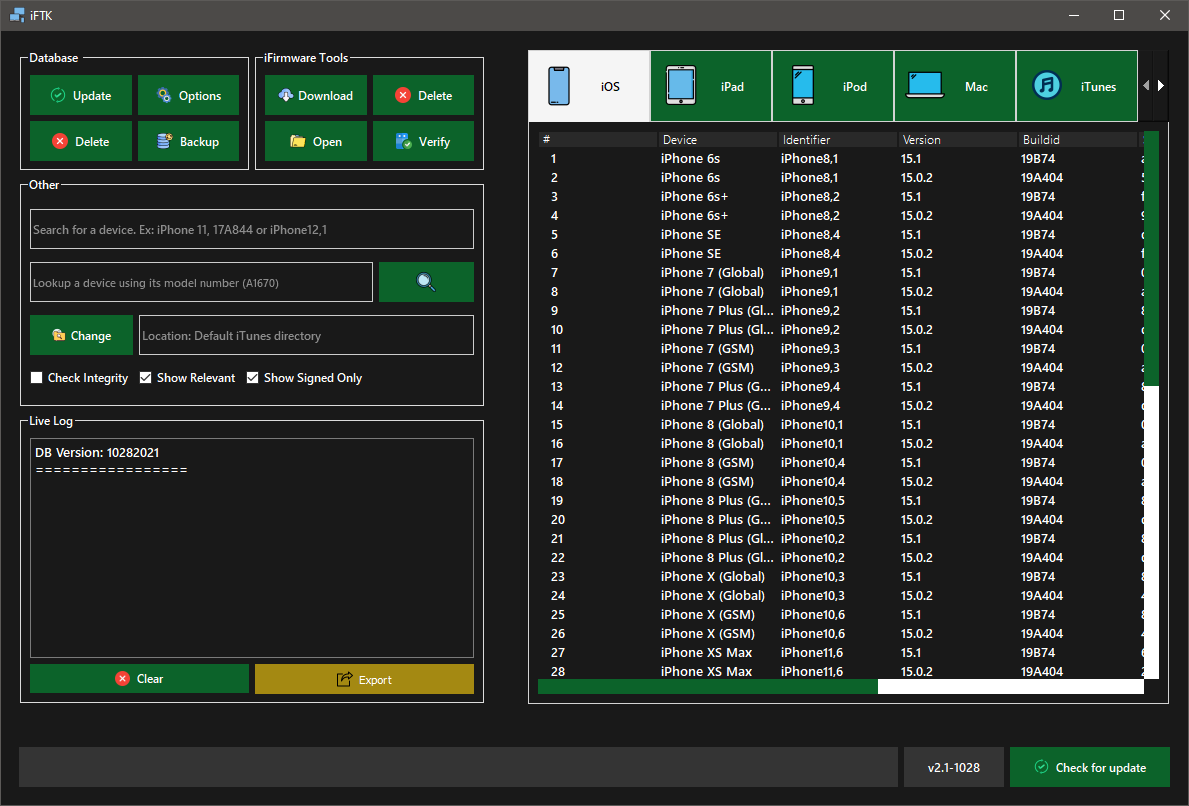 iFTK
Database
Update
Options
Delete
Backup
iFirmware Tools
Download
Delete
Open
Verify
Other
Search for a device. Ex: iPhone 11, 17A844 or iPhone12,1
Lookup a device using its model number (A1670)
Change
Location: Default iTunes directory
Check Integrity Show Relevant Show Signed Only
Live Log
DB Version: 10282021
=================
Clear
Export
iOS iPad iPod Mac iTunes
# Device Identifier Version Buildid
1 iPhone 6s iPhone8,1 15.1 19B74
2 iPhone 6s iPhone8,1 15.0.2 19A404
3 iPhone 6s+ iPhone8,2 15.1 19B74
4 iPhone 6s+ iPhone8,2 15.0.2 19A404
5 iPhone SE iPhone8,4 15.1 19B74
6 iPhone SE iPhone8,4 15.0.2 19A404
7 iPhone 7 (Global) iPhone9,1 15.1 19B74
8 iPhone 7 (Global) iPhone9,1 15.0.2 19A404
9 iPhone 7 Plus (Gl... iPhone9,2 15.1 19B74
10 iPhone 7 Plus (Gl... iPhone9,2 15.0.2 19A404
11 iPhone 7 (GSM) iPhone9,3 15.1 19B74
12 iPhone 7 (GSM) iPhone9,3 15.0.2 19A404
13 iPhone 7 Plus (G... iPhone9,4 15.1 19B74
14 iPhone 7 Plus (G... iPhone9,4 15.0.2 19A404
15 iPhone 8 (Global) iPhone10,1 15.1 19B74
16 iPhone 8 (Global) iPhone10,1 15.0.2 19A404
17 iPhone 8 (GSM) iPhone10,4 15.1 19B74
18 iPhone 8 (GSM) iPhone10,4 15.0.2 19A404
19 iPhone 8 Plus (G... iPhone10,5 15.1 19B74
20 iPhone 8 Plus (G... iPhone10,5 15.0.2 19A404
21 iPhone 8 Plus (Gl... iPhone10,2 15.1 19B74
22 iPhone 8 Plus (Gl... iPhone10,2 15.0.2 19A404
23 iPhone X (Global) iPhone10,3 15.1 19B74
24 iPhone X (Global) iPhone10,3 15.0.2 19A404
25 iPhone X (GSM) iPhone10,6 15.1 19B74
26 iPhone X (GSM) iPhone10,6 15.0.2 19A404
27 iPhone XS Max iPhone11,6 15.1 19B74
28 iPhone XS Max iPhone11,6 15.0.2 19A404
v2.1-1028
Check for update